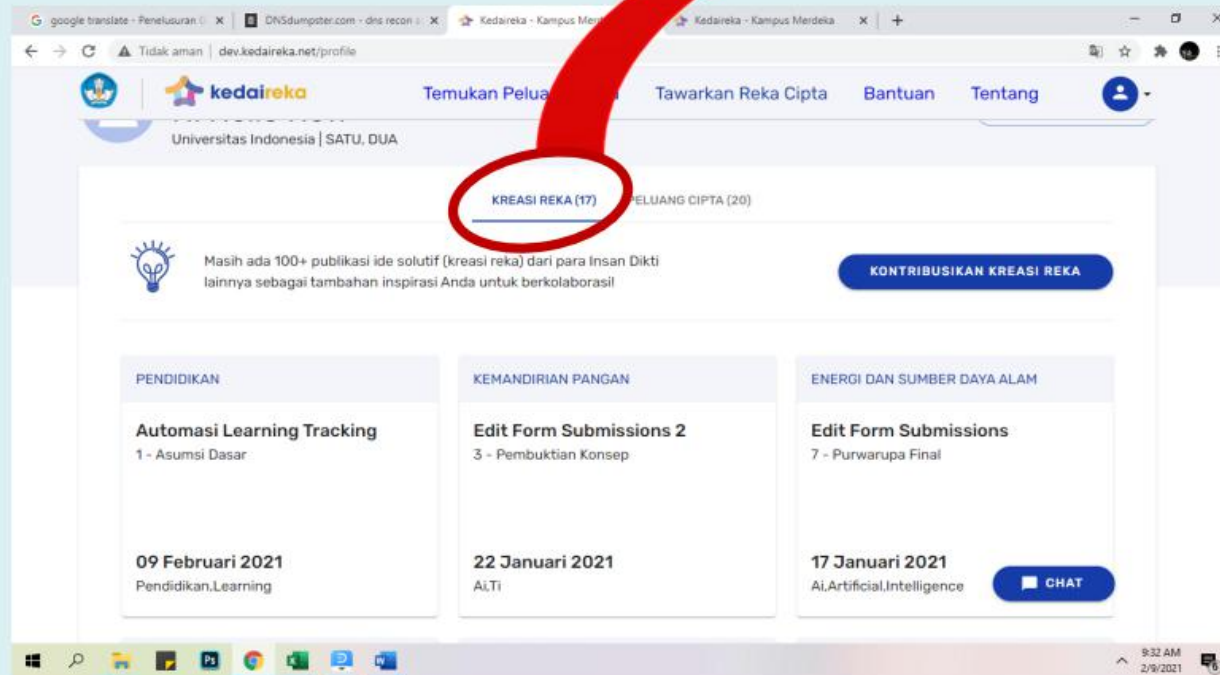 google translate - Penelusuran G
DNSdumpster.com - dns recon a
Kedaireka - Kampus Merd
Kedaireka - Kampus Merdeka
Tidak aman | dev.kedaireka.net/profile
kedaireka
Temukan
Tawarkan Reka Cipta
Bantuan
Tentang
Universitas Indonesia | SATU, DUA
KREASI REKA (17)
PELUANG CIPTA (20)
Masih ada 100+ publikasi ide solutif (kreasi reka) dari para Insan Dikti
lainnya sebagai tambahan inspirasi Anda untuk berkolaborasi!
KONTRIBUSIKAN KREASI REKA
PENDIDIKAN
Automasi Learning Tracking
1 - Asumsi Dasar
09 Februari 2021
Pendidikan,Learning
KEMANDIRIAN PANGAN
Edit Form Submissions 2
3 - Pembuktian Konsep
22 Januari 2021
Ai,Ti
ENERGI DAN SUMBER DAYA ALAM
Edit Form Submissions
7 - Purwarupa Final
17 Januari 2021
Ai,Artificial,Intelligence
CHAT
9:32 AM
2/9/2021